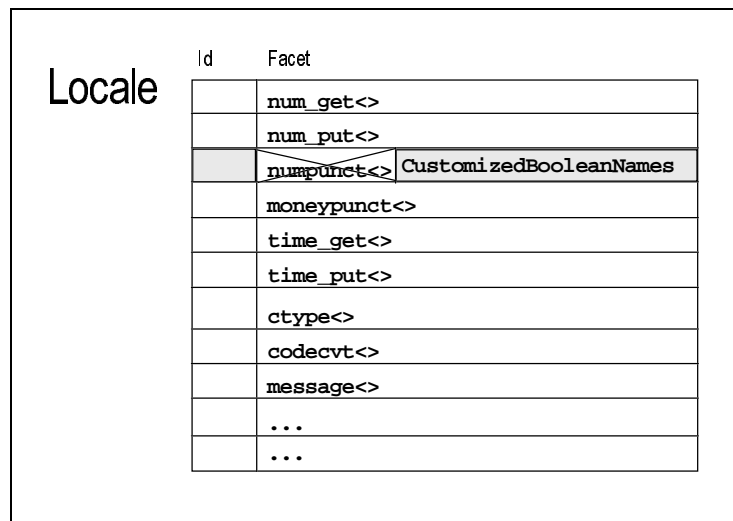 Locale
Id Facet
num_get<>
num_put<>
numpunct<> CustomizedBooleanNames
moneypunct<>
time_get<>
time_put<>
ctype<>
codecvt<>
message<>
...
...